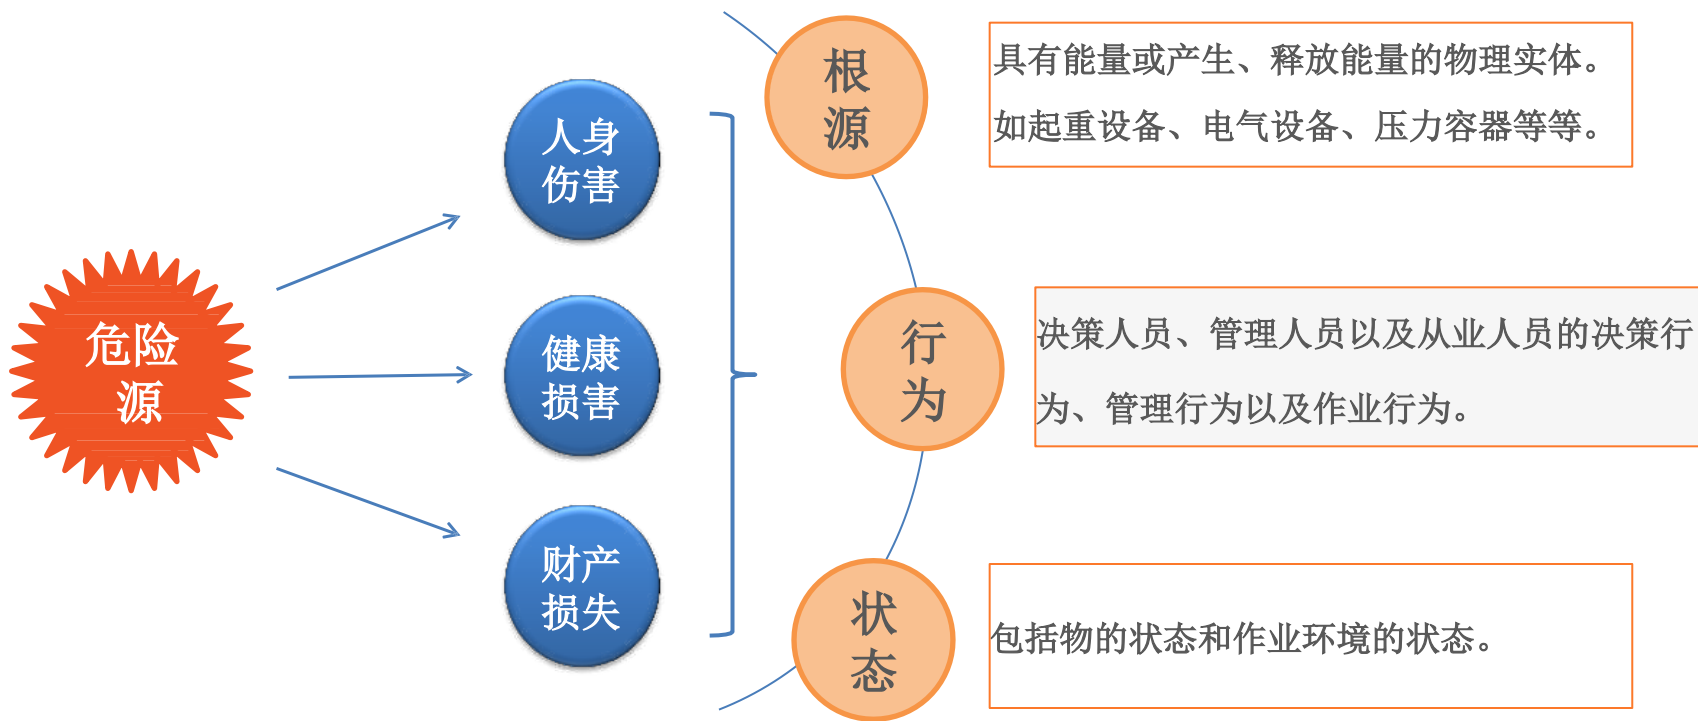 危险
源
人身
伤害
健康
损害
财产
损失
根
源
具有能量或产生、释放能量的物理实体。
如起重设备、电气设备、压力容器等等。
行
为
决策人员、管理人员以及从业人员的决策行
为、管理行为以及作业行为。
状
态
包括物的状态和作业环境的状态。